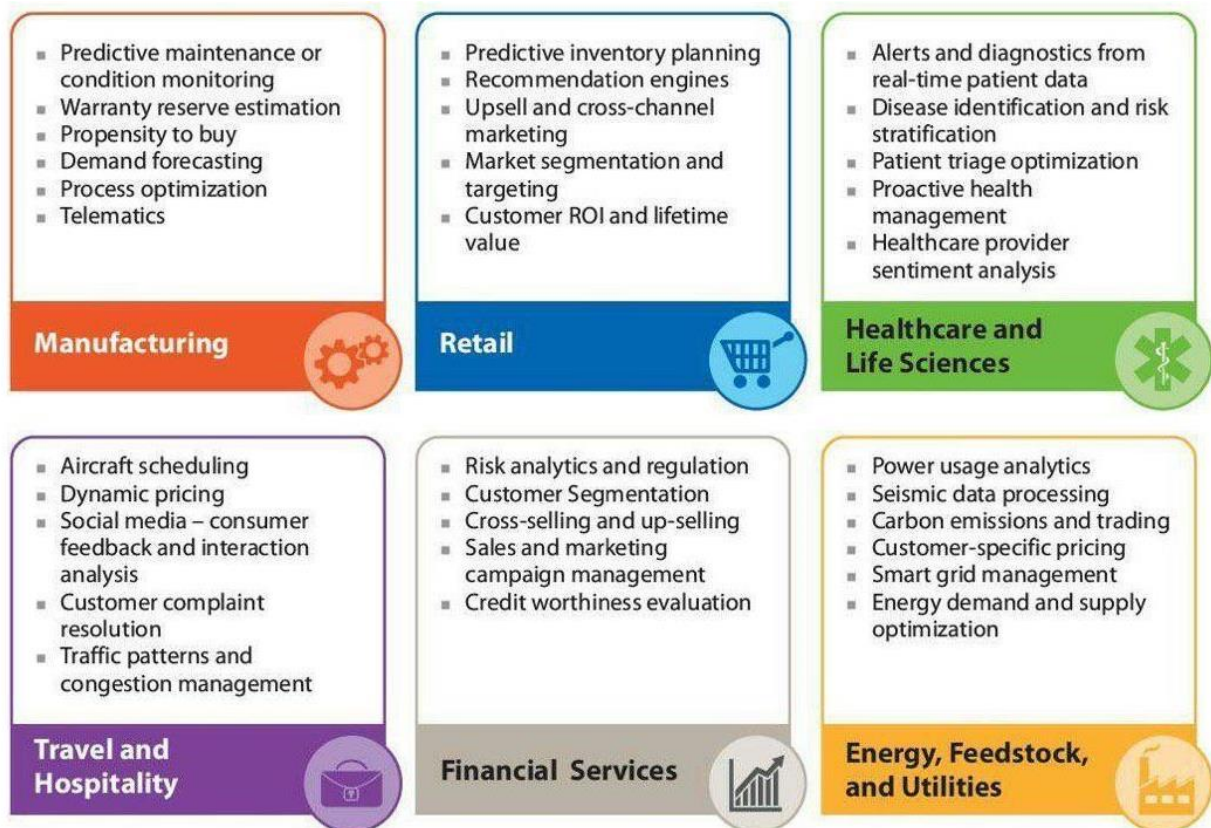 Predictive maintenance or
condition monitoring
Warranty reserve estimation
Propensity to buy
Demand forecasting
Process optimization
Telematics
Manufacturing
Predictive inventory planning
Recommendation engines
Upsell and cross-channel
marketing
Market segmentation and
targeting
Customer ROI and lifetime
value
Retail
Alerts and diagnostics from
real-time patient data
Disease identification and risk
stratification
Patient triage optimization
Proactive health
management
Healthcare provider
sentiment analysis
Healthcare and
Life Sciences
Aircraft scheduling
Dynamic pricing
Social media – consumer
feedback and interaction
analysis
Customer complaint
resolution
Traffic patterns and
congestion management
Travel and
Hospitality
Risk analytics and regulation
Customer Segmentation
Cross-selling and up-selling
Sales and marketing
campaign management
Credit worthiness evaluation
Financial Services
Power usage analytics
Seismic data processing
Carbon emissions and trading
Customer-specific pricing
Smart grid management
Energy demand and supply
optimization
Energy, Feedstock,
and Utilities